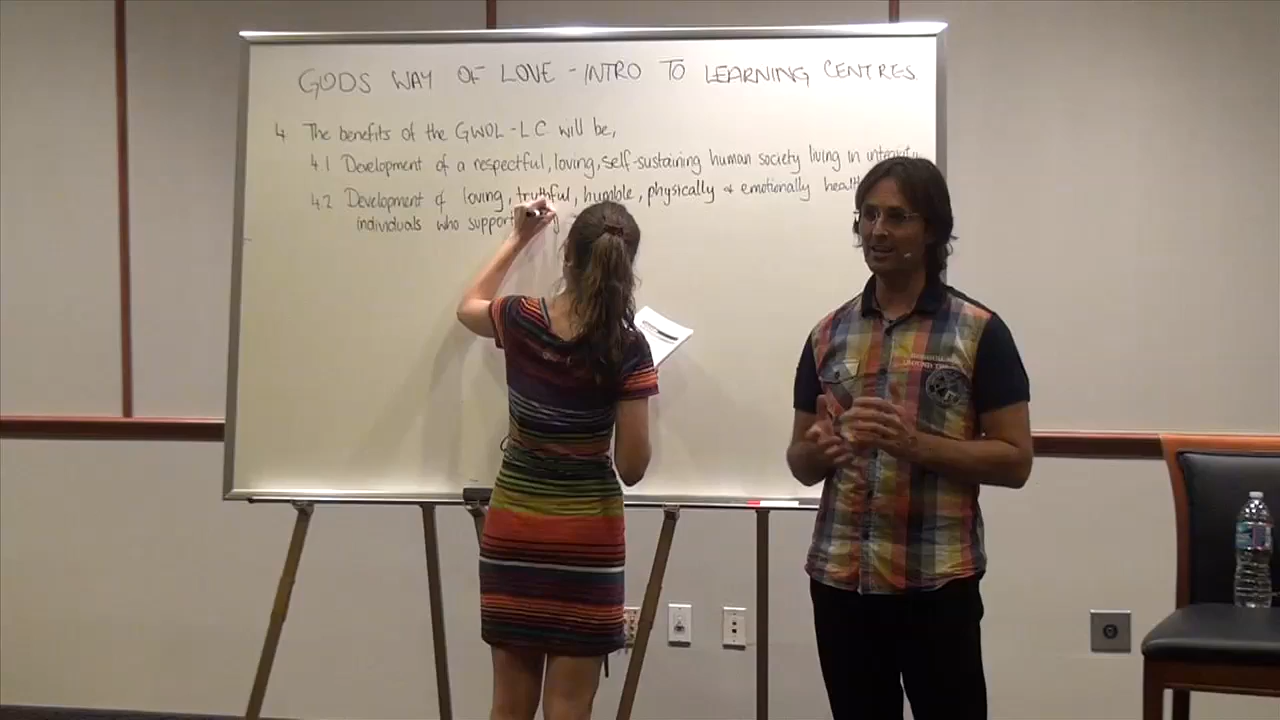 GODS WAY OF LOVE - INTRO TO LEARNING CENTRES
4 The benefits of the GWOL - L.C will be,
4.1 Development of a respectful, loving, self-sustaining human society living in integrity
4.2 Development of loving, truthful, humble, physically & emotionally
individuals who support